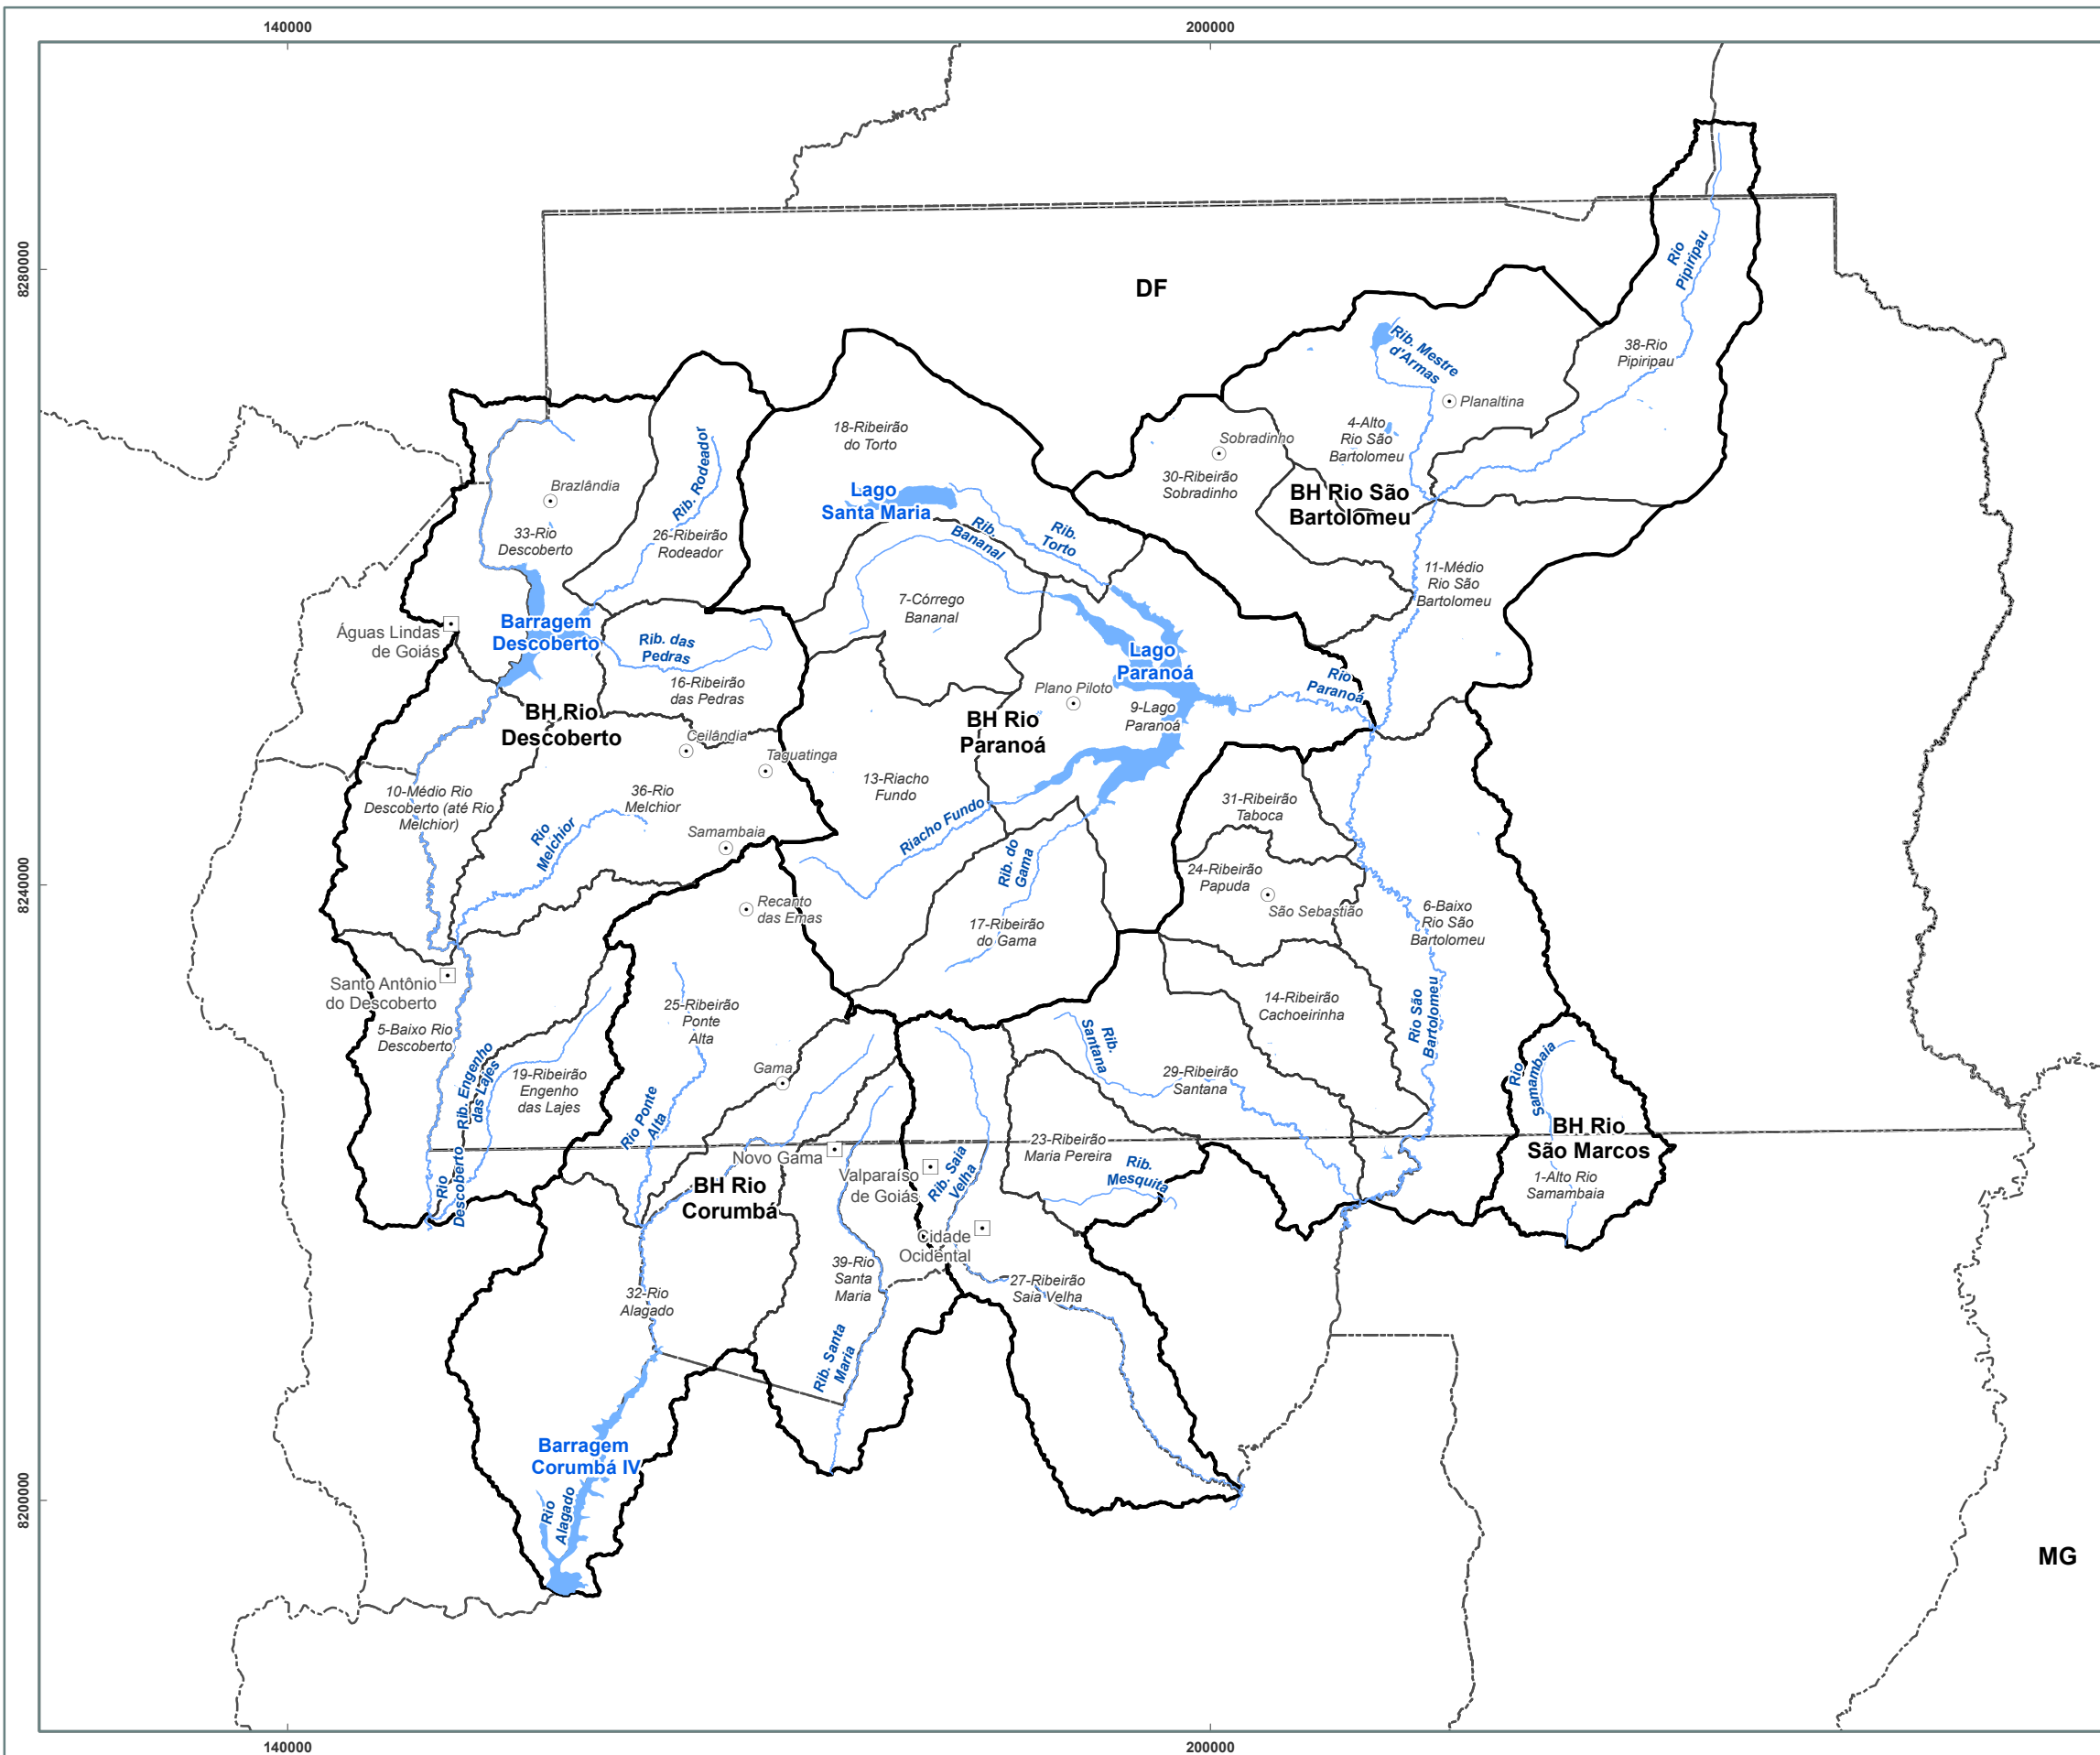 140000
200000
8280000
8240000
8200000
DF
Rio
Pipiripau
38-Rio
Pipiripau
Rib. Mestre
d'Armas
Planaltina
4-Alto
Rio São
Bartolomeu
Sobradinho
30-Ribeirão
Sobradinho
BH Rio São
Bartolomeu
18-Ribeirão
do Torto
Lago
Santa Maria
Rib.
Bananal
Rib.
Torto
Rib. Rodeador
Brazlândia
33-Rio
Descoberto
26-Ribeirão
Rodeador
11-Médio
Rio São
Bartolomeu
7-Córrego
Bananal
Águas Lindas
de Goiás
Barragem
Descoberto
Rib. das
Pedras
16-Ribeirão
das Pedras
Lago
Paranoá
Rio
Paranoá
Plano Piloto
9-Lago
Paranoá
BH Rio
Descoberto
BH Rio
Paranoá
Ceilândia
Taguatinga
13-Riacho
Fundo
10-Médio Rio
Descoberto (até Rio
Melchior)
36-Rio
Melchior
Rio
Melchior
Samambaia
Riacho Fundo
31-Ribeirão
Taboca
Rib. do
Gama
24-Ribeirão
Papuda
São Sebastião
Recanto
das Emas
17-Ribeirão
do Gama
6-Baixo
Rio São
Bartolomeu
Santo Antônio
do Descoberto
5-Baixo Rio
Descoberto
25-Ribeirão
Ponte
Alta
14-Ribeirão
Cachoeirinha
Rio São
Bartolomeu
Rib.
Santana
29-Ribeirão
Santana
Rio
Samambaia
Rib. Engenho
das Lajes
19-Ribeirão
Engenho
das Lajes
Gama
Rio Ponte
Alta
BH Rio
São Marcos
1-Alto Rio
Samambaia
23-Ribeirão
Maria Pereira
Rib.
Mesquita
Novo Gama
Valparaíso
de Goiás
Rib. Saia
Velha
Rio
Descoberto
BH Rio
Corumbá
Cidade
Ocidental
39-Rio
Santa
Maria
27-Ribeirão
Saia Velha
32-Rio
Alagado
Rib. Santa
Maria
Barragem
Corumbá IV
Rio
Alagado
MG
140000
200000